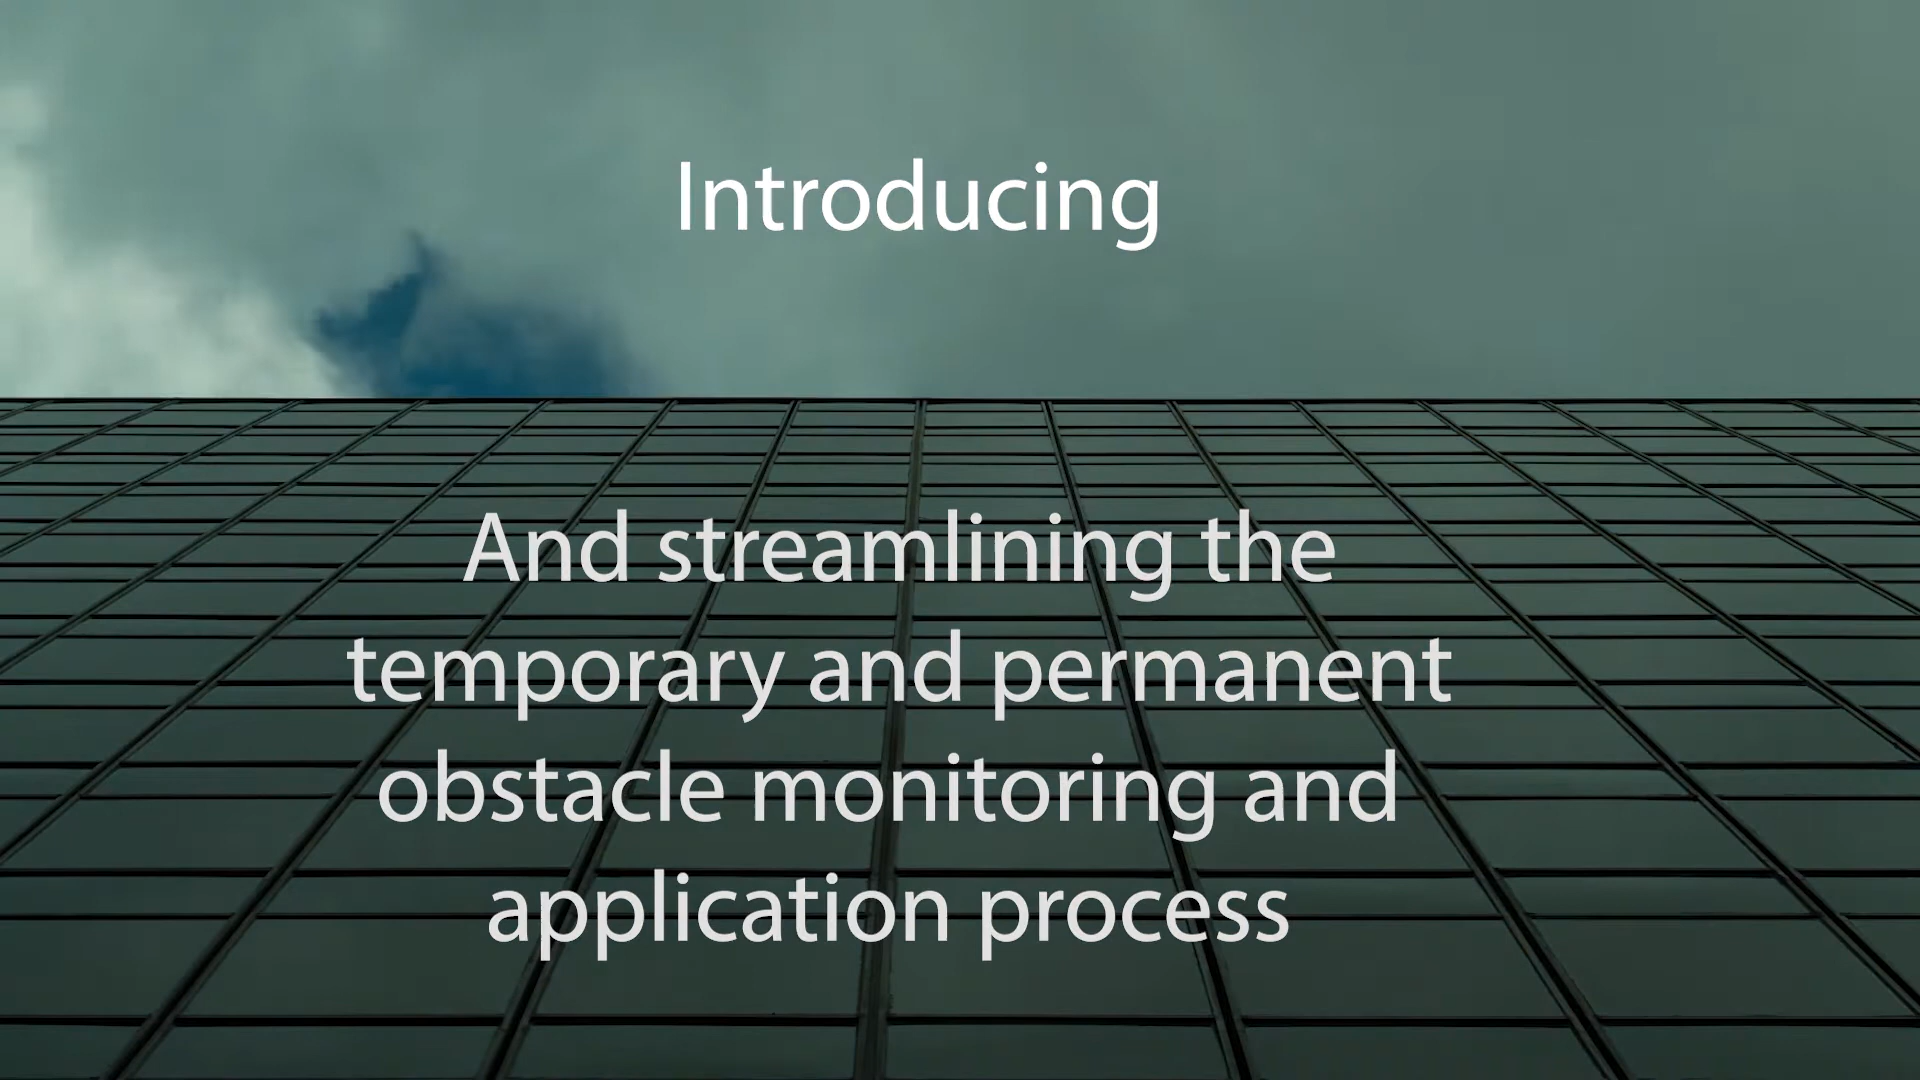 Introducing
And streamlining the
temporary and permanent
obstacle monitoring and
application process